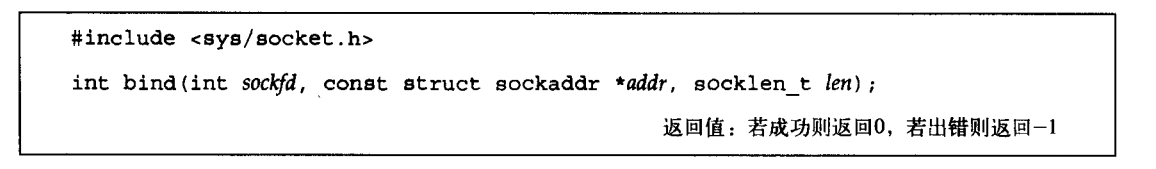 #include <sys/socket.h>
int bind(int sockfd, const struct sockaddr *addr, socklen_t len);
返回值：若成功则返回0，若出错则返回-1